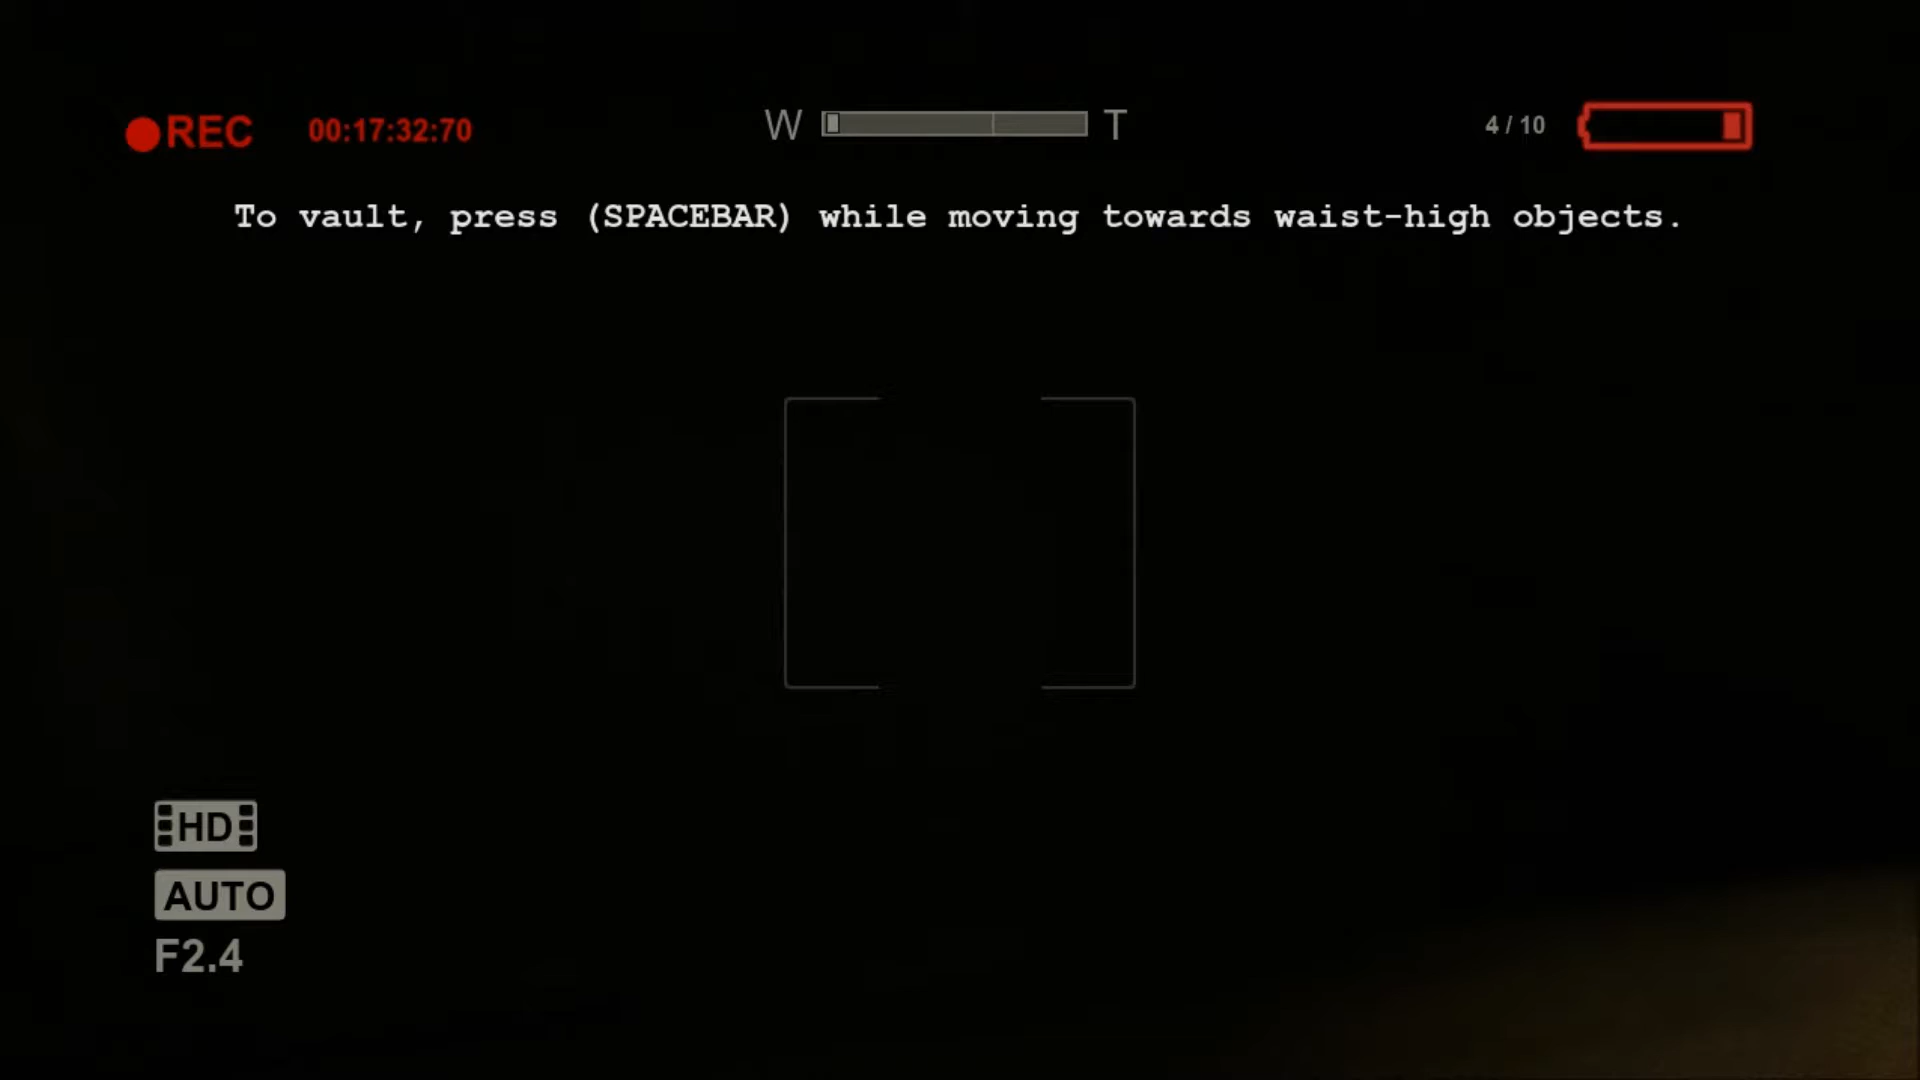 REC 00:17:32:70 W T 4 / 10
To vault, press (SPACEBAR) while moving towards waist-high objects.
HD
AUTO
F2.4